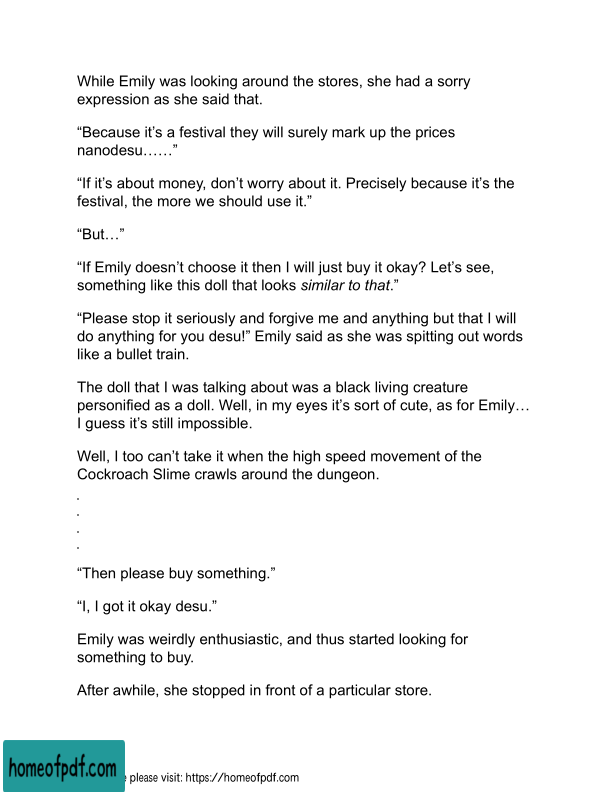 While Emily was looking around the stores, she had a sorry
expression as she said that.
“Because it’s a festival they will surely mark up the prices
nanodesu……”
“If it’s about money, don’t worry about it. Precisely because it’s the
festival, the more we should use it.”
“But…”
“If Emily doesn’t choose it then I will just buy it okay? Let’s see,
something like this doll that looks similar to that.”
“Please stop it seriously and forgive me and anything but that I will
do anything for you desu!” Emily said as she was spitting out words
like a bullet train.
The doll that I was talking about was a black living creature
personified as a doll. Well, in my eyes it’s sort of cute, as for Emily…
I guess it’s still impossible.
Well, I too can’t take it when the high speed movement of the
Cockroach Slime crawls around the dungeon.
.
.
.
.
“Then please buy something.”
“I, I got it okay desu.”
Emily was weirdly enthusiastic, and thus started looking for
something to buy.
After awhile, she stopped in front of a particular store.
homeofpdf.com
please visit: https://homeofpdf.com